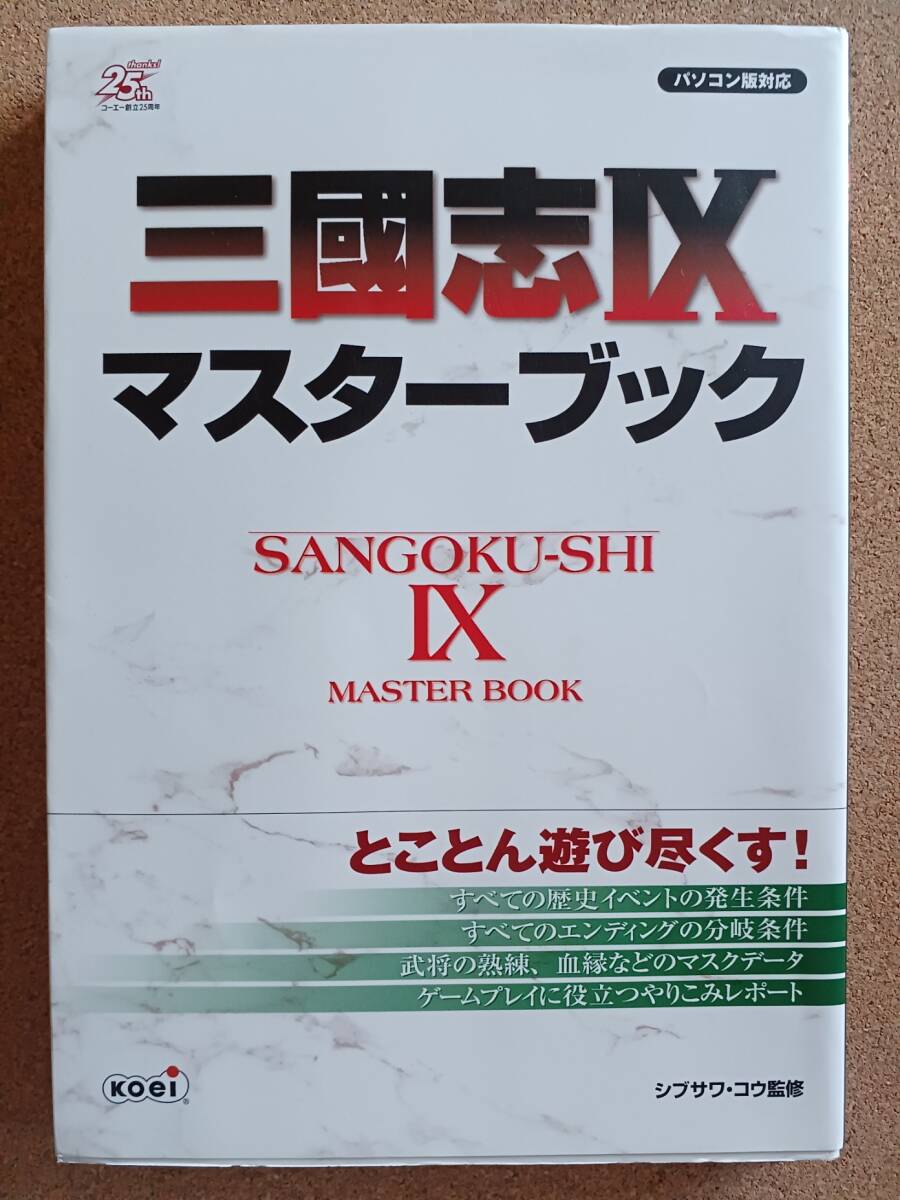 thanks!
25th
コーエー創立25周年
パソコン版対応
三國志IX
マスターブック
SANGOKU-SHI
IX
MASTER BOOK
とことん遊び尽くす!
すべての歴史イベントの発生条件
すべてのエンディングの分岐条件
武将の熟練、血縁などのマスクデータ
ゲームプレイに役立つやりこみレポート
KOEI®
シブサワ・コウ監修